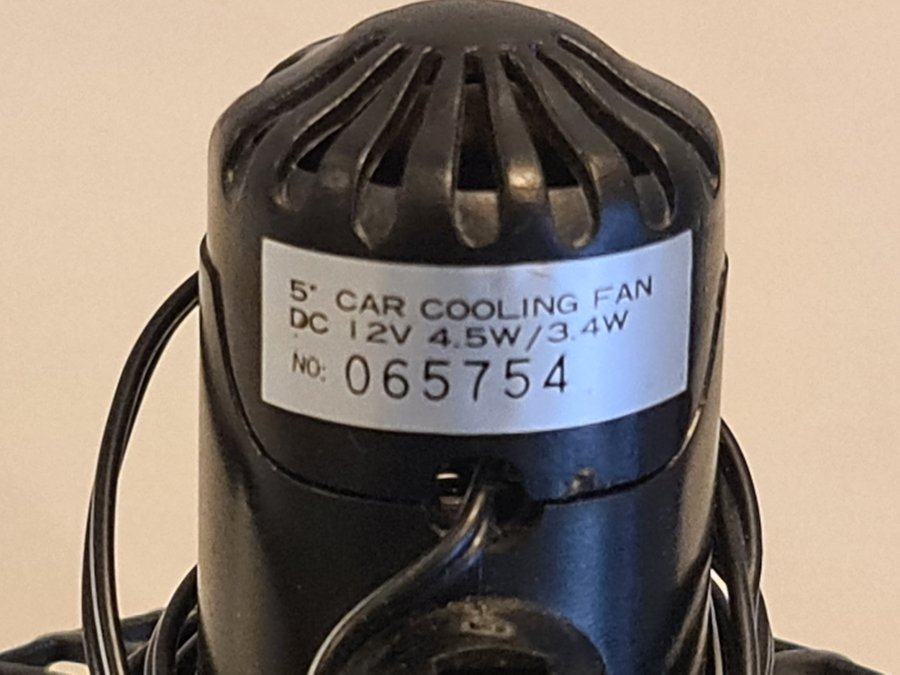 5" CAR COOLING FAN
DC 12V 4.5W/3.4W
NO: 065754